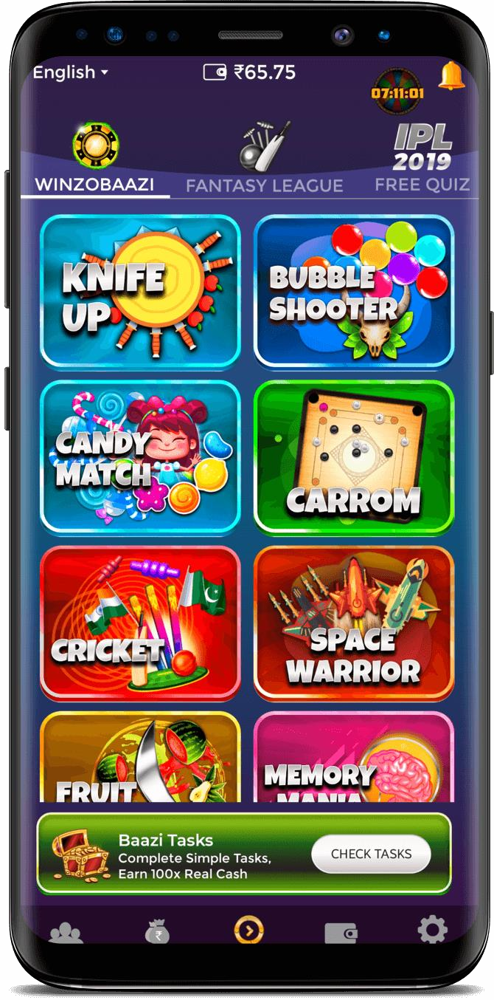 English
₹65.75
07:11:01
IPL
2019
WINZOBAAZI
FANTASY LEAGUE
FREE QUIZ
KNIFE
UP
BUBBLE
SHOOTER
CANDY
MATCH
CARROM
CRICKET
SPACE
WARRIOR
FRUIT
MEMORY
MANIA
Baazi Tasks
Complete Simple Tasks,
Earn 100x Real Cash
CHECK TASKS
₹